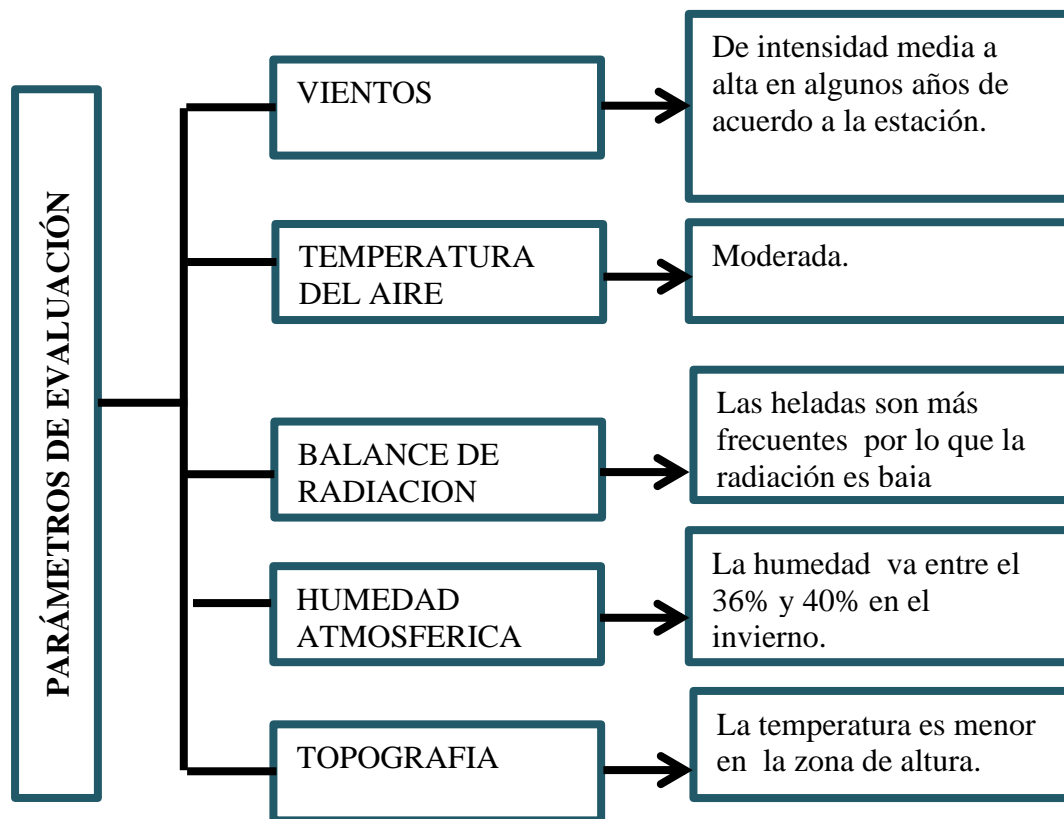 PARÁMETROS DE EVALUACIÓN
VIENTOS
De intensidad media a
alta en algunos años de
acuerdo a la estación.
TEMPERATURA
DEL AIRE
Moderada.
BALANCE DE
RADIACION
Las heladas son más
frecuentes por lo que la
radiación es baja
HUMEDAD
ATMOSFERICA
La humedad va entre el
36% y 40% en el
invierno.
TOPOGRAFIA
La temperatura es menor
en la zona de altura.